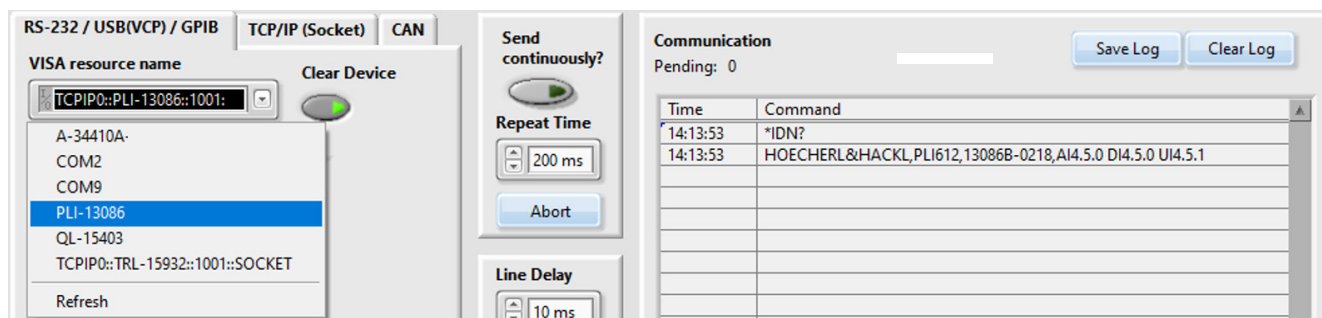 RS-232 / USB(VCP) / GPIB
TCP/IP (Socket)
CAN
VISA resource name
Clear Device
I/O
TCPIP0::PLI-13086::1001:
A-34410A·
COM2
COM9
PLI-13086
QL-15403
TCPIP0::TRL-15932::1001::SOCKET
Refresh
Send
continuously?
Repeat Time
200 ms
Abort
Line Delay
10 ms
Communication
Pending: 0
Save Log
Clear Log
Time Command
14:13:53 *IDN?
14:13:53 HOECHERL&HACKL,PLI612,13086B-0218,AI4.5.0 DI4.5.0 UI4.5.1